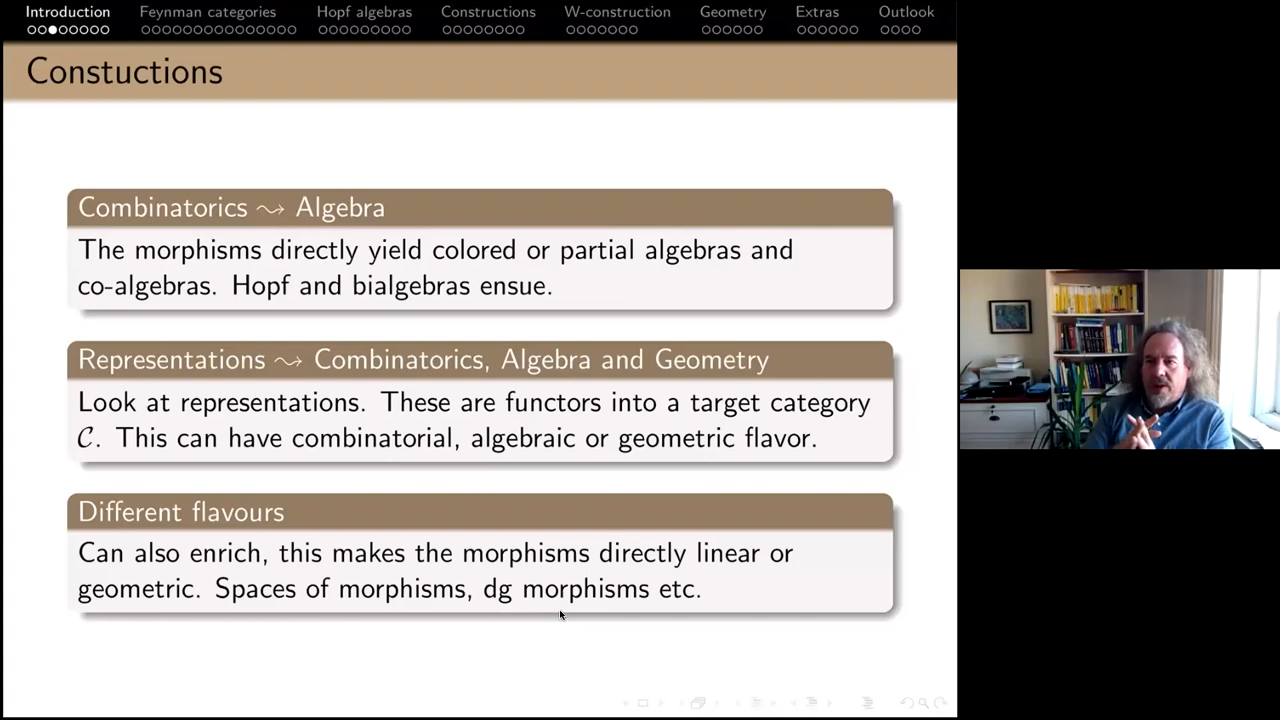 Introduction Feynman categories Hopf algebras Constructions W-construction Geometry Extras Outlook
Constuctions
Combinatorics ⇝ Algebra
The morphisms directly yield colored or partial algebras and
co-algebras. Hopf and bialgebras ensue.
Representations ⇝ Combinatorics, Algebra and Geometry
Look at representations. These are functors into a target category
𝒞. This can have combinatorial, algebraic or geometric flavor.
Different flavours
Can also enrich, this makes the morphisms directly linear or
geometric. Spaces of morphisms, dg morphisms etc.